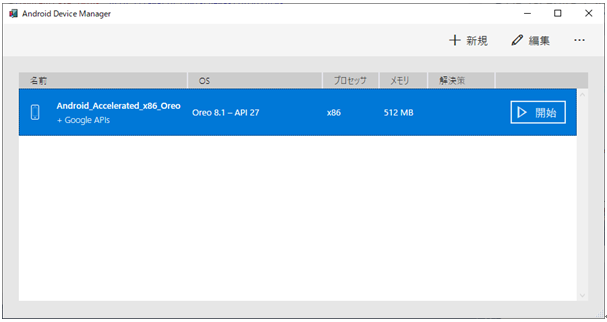 Android Device Manager
新規 編集 ...
名前 OS プロセッサ メモリ 解決策
Android_Accelerated_x86_Oreo
+ Google APIs
Oreo 8.1 – API 27 x86 512 MB 開始